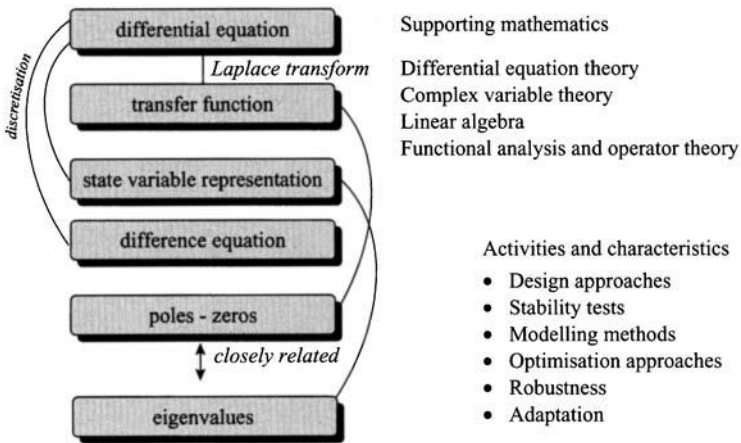 differential equation
Laplace transform
discretisation
transfer function
state variable representation
difference equation
poles - zeros
closely related
eigenvalues
Supporting mathematics
Differential equation theory
Complex variable theory
Linear algebra
Functional analysis and operator theory
Activities and characteristics
• Design approaches
• Stability tests
• Modelling methods
• Optimisation approaches
• Robustness
• Adaptation